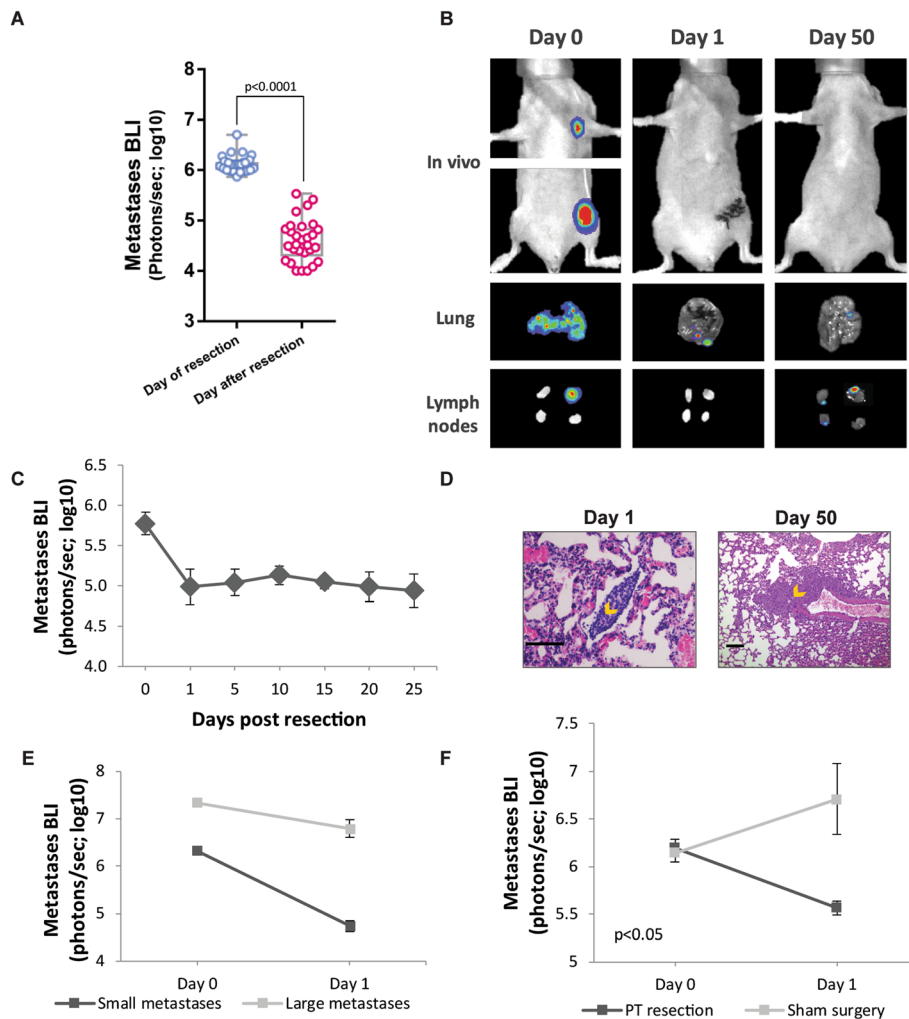 A
Metastases BLI
(Photons/sec; log10)
8
7
6
5
4
3
p<0.0001
Day of resection
Day after resection
B
Day 0
Day 1
Day 50
In vivo
Lung
Lymph
nodes
C
Metastases BLI
(photons/sec; log10)
6.5
6.0
5.5
5.0
4.5
4.0
0
1
5
10
15
20
25
Days post resection
D
Day 1
Day 50
E
Metastases BLI
(photons/sec; log10)
8
7
6
5
4
Day 0
Day 1
Small metastases
Large metastases
F
Metastases BLI
(photons/sec; log10)
7.5
7
6.5
6
5.5
5
p<0.05
Day 0
Day 1
PT resection
Sham surgery